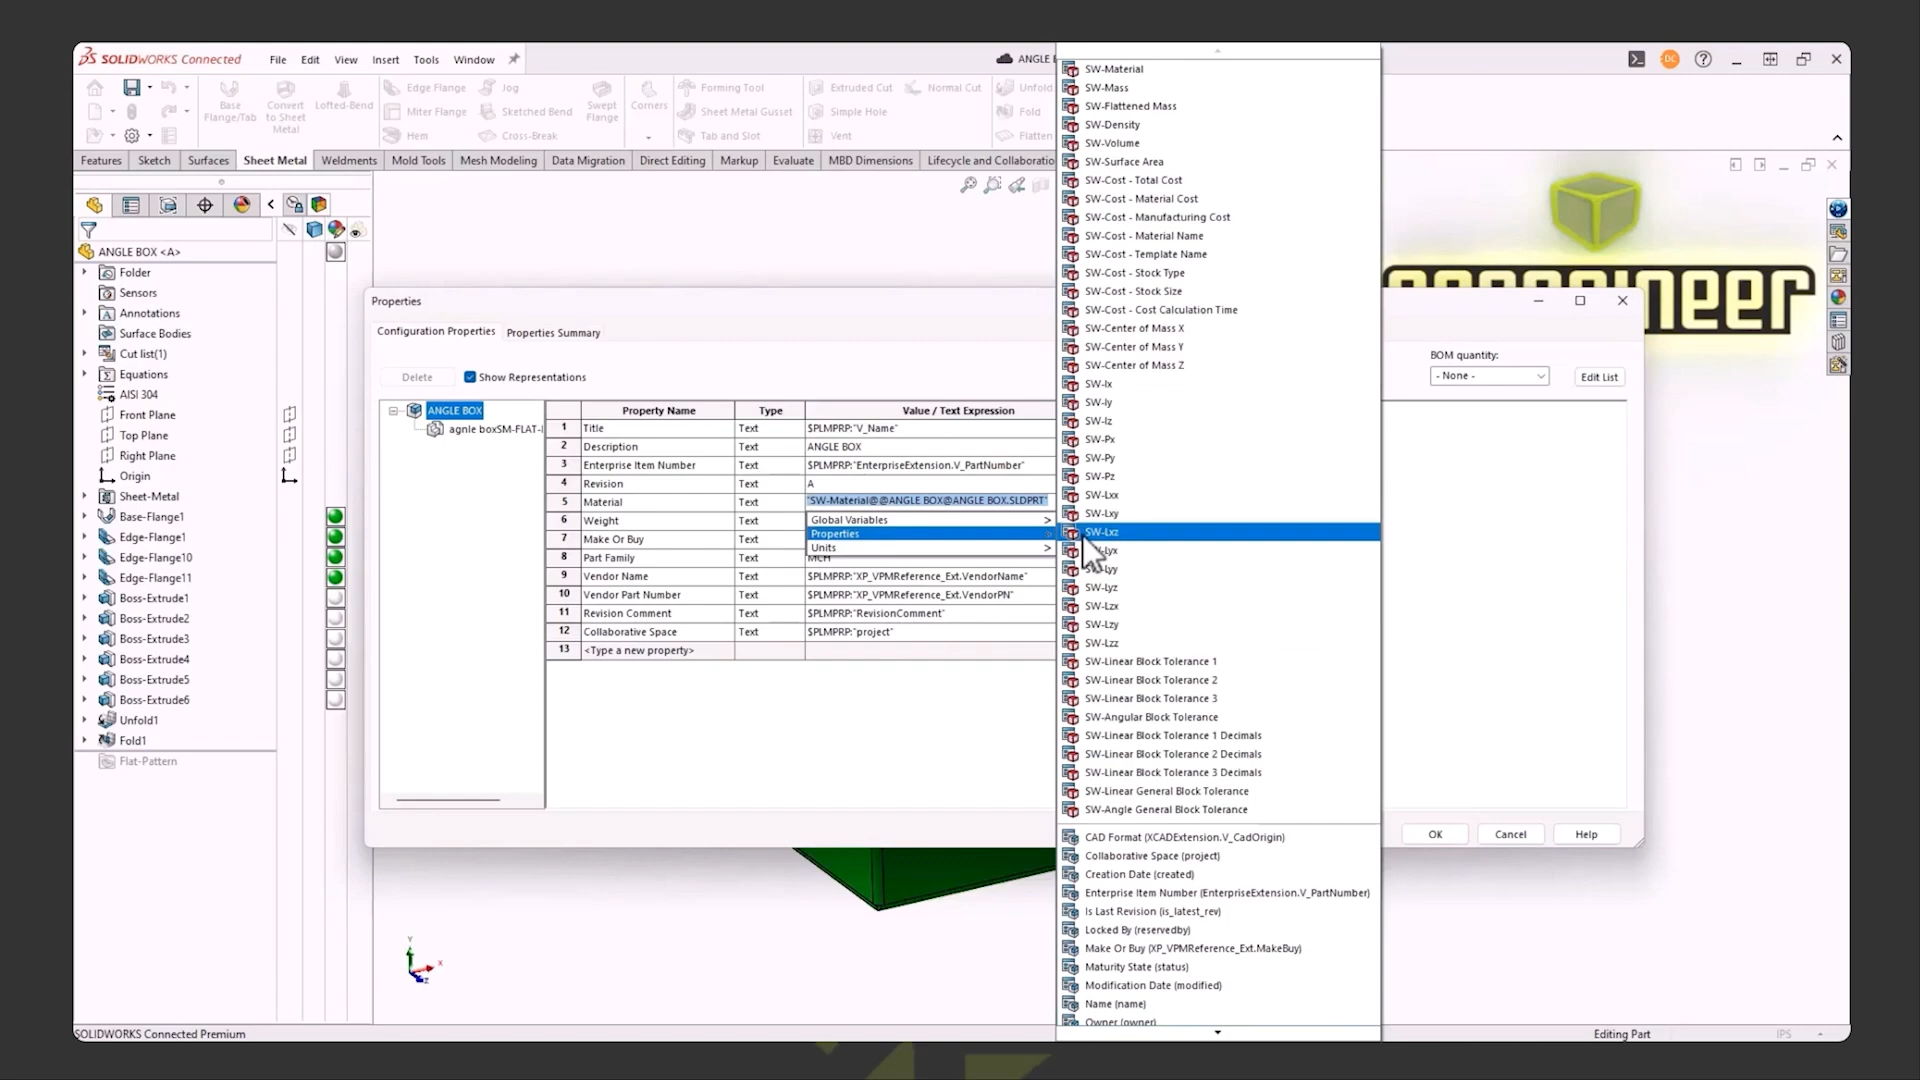 SOLIDWORKS Connected File Edit View Insert Tools Window ANGLE B
Base Flange/Tab
Convert to Sheet Metal
Lofted-Bend
Edge Flange
Miter Flange
Hem
Jog
Sketched Bend
Cross-Break
Swept Flange
Corners
Forming Tool
Sheet Metal Gusset
Tab and Slot
Extruded Cut
Simple Hole
Vent
Normal Cut
Unfold
Fold
Flatten
Features Sketch Surfaces Sheet Metal Weldments Mold Tools Mesh Modeling Data Migration Direct Editing Markup Evaluate MBD Dimensions Lifecycle and Collaboratio
ANGLE BOX <A>
Folder
Sensors
Annotations
Surface Bodies
Cut list(1)
Equations
AISI 304
Front Plane
Top Plane
Right Plane
Origin
Sheet-Metal
Base-Flange1
Edge-Flange1
Edge-Flange10
Edge-Flange11
Boss-Extrude1
Boss-Extrude2
Boss-Extrude3
Boss-Extrude4
Boss-Extrude5
Boss-Extrude6
Unfold1
Fold1
Flat-Pattern
Properties
Configuration Properties Properties Summary
Delete Show Representations
BOM quantity:
- None - Edit List
ANGLE BOX
agnle boxSM-FLAT-
Property Name Type Value / Text Expression
1 Title Text $PLMPRP:"V_Name"
2 Description Text ANGLE BOX
3 Enterprise Item Number Text $PLMPRP:"EnterpriseExtension.V_PartNumber"
4 Revision Text A
5 Material Text "SW-Material@@ANGLE BOX@ANGLE BOX.SLDPRT"
6 Weight Text
7 Make Or Buy Text
8 Part Family Text MCH
9 Vendor Name Text $PLMPRP:"XP_VPMReference_Ext.VendorName"
10 Vendor Part Number Text $PLMPRP:"XP_VPMReference_Ext.VendorPN"
11 Revision Comment Text $PLMPRP:"RevisionComment"
12 Collaborative Space Text $PLMPRP:"project"
13 <Type a new property>
Global Variables >
Properties >
Units >
SW-Material
SW-Mass
SW-Flattened Mass
SW-Density
SW-Volume
SW-Surface Area
SW-Cost - Total Cost
SW-Cost - Material Cost
SW-Cost - Manufacturing Cost
SW-Cost - Material Name
SW-Cost - Template Name
SW-Cost - Stock Type
SW-Cost - Stock Size
SW-Cost - Cost Calculation Time
SW-Center of Mass X
SW-Center of Mass Y
SW-Center of Mass Z
SW-Ix
SW-Iy
SW-Iz
SW-Px
SW-Py
SW-Pz
SW-Lxx
SW-Lxy
SW-Lxz
Lyx
Lyy
SW-Lyz
SW-Lzx
SW-Lzy
SW-Lzz
SW-Linear Block Tolerance 1
SW-Linear Block Tolerance 2
SW-Linear Block Tolerance 3
SW-Angular Block Tolerance
SW-Linear Block Tolerance 1 Decimals
SW-Linear Block Tolerance 2 Decimals
SW-Linear Block Tolerance 3 Decimals
SW-Linear General Block Tolerance
SW-Angle General Block Tolerance
CAD Format (XCADExtension.V_CadOrigin)
Collaborative Space (project)
Creation Date (created)
Enterprise Item Number (EnterpriseExtension.V_PartNumber)
Is Last Revision (is_latest_rev)
Locked By (reservedby)
Make Or Buy (XP_VPMReference_Ext.MakeBuy)
Maturity State (status)
Modification Date (modified)
Name (name)
Owner (owner)
OK Cancel Help
Y
X
Z
SOLIDWORKS Connected Premium Editing Part IPS